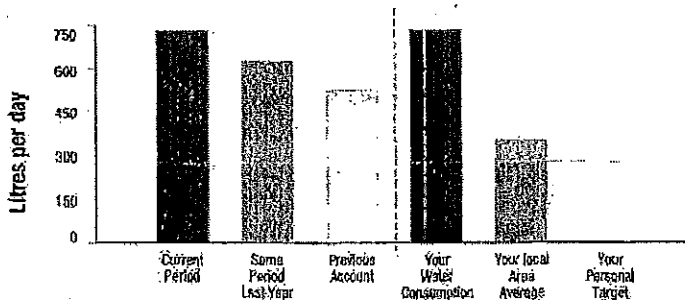 Litres per day
750
600
450
300
150
0
Current
Period
Same
Period
Last Year
Previous
Account
Your
Water
Consumption
Your local
Area
Average
Your
Personal
Target